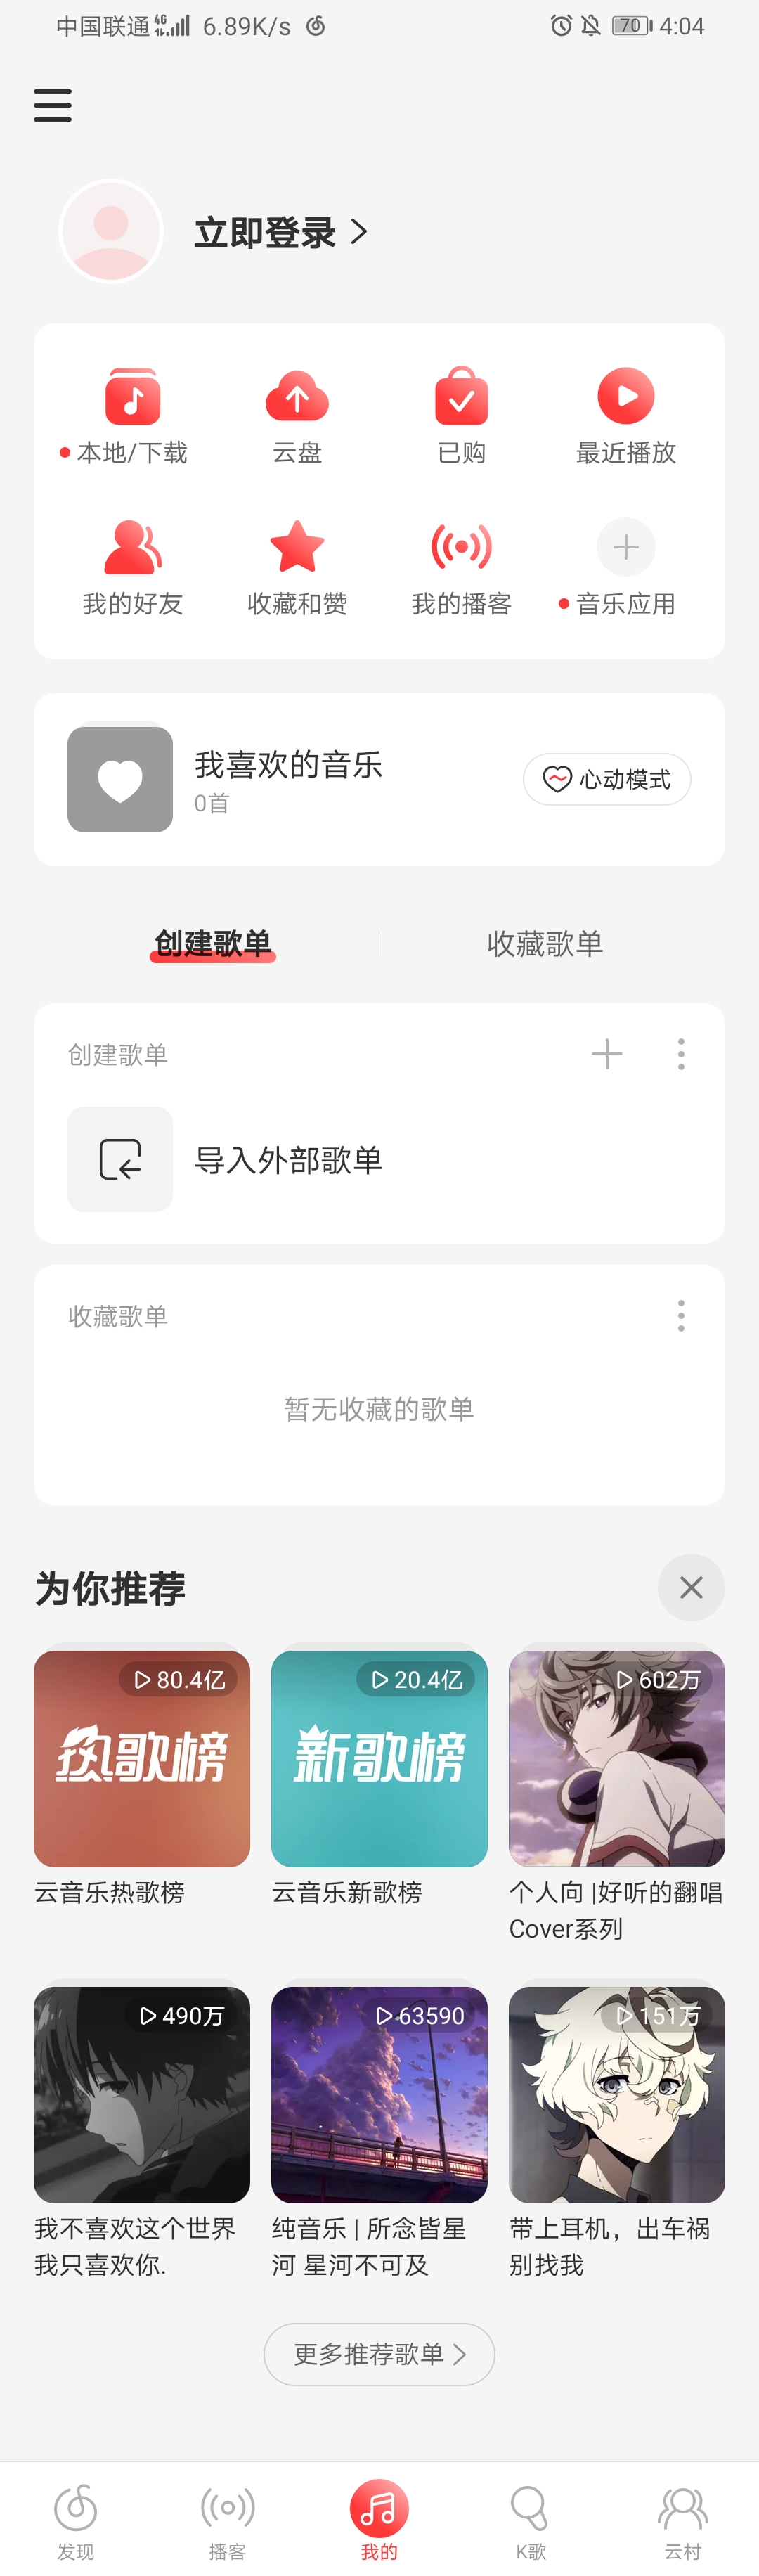 中国联通 4G 6.89K/s 70 4:04
立即登录
本地/下载 云盘 已购 最近播放
我的好友 收藏和赞 我的播客 音乐应用
我喜欢的音乐
0首
心动模式
创建歌单 收藏歌单
创建歌单
导入外部歌单
收藏歌单
暂无收藏的歌单
为你推荐
80.4亿 20.4亿 602万
热歌榜 新歌榜
云音乐热歌榜 云音乐新歌榜 个人向 |好听的翻唱
Cover系列
490万 63590 151万
我不喜欢这个世界 纯音乐 | 所念皆星 带上耳机，出车祸
我只喜欢你. 河 星河不可及 别找我
更多推荐歌单
发现 播客 我的 K歌 云村